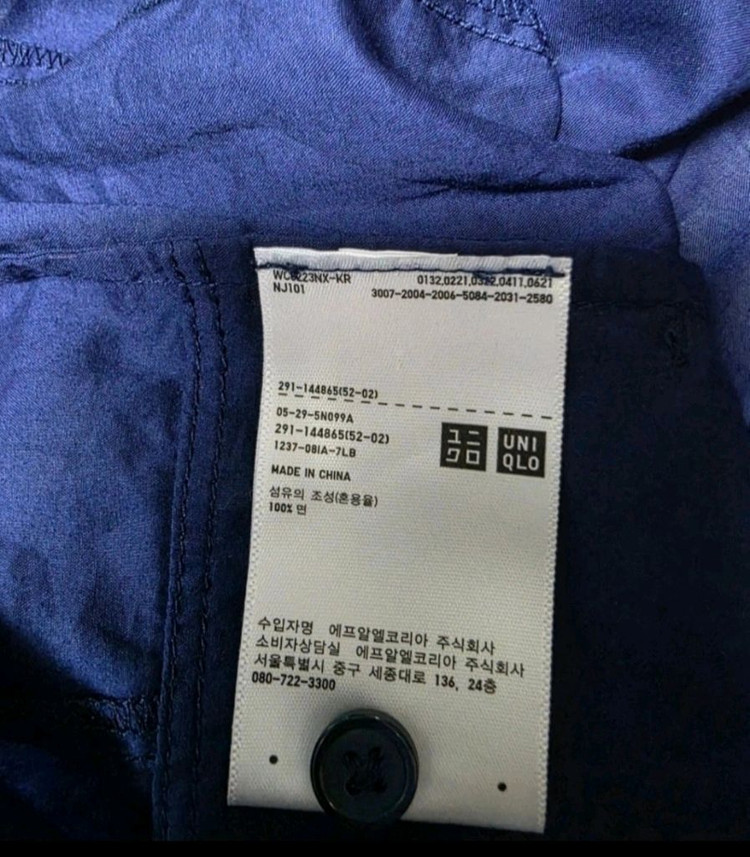 WC6223NX-KR
NJ101
0132,0221,0322,0411,0621
3007-2004-2006-5084-2031-2580
291-144865(52-02)
05-29-5N099A
291-144865(52-02)
1237-08IA-7LB
ユニ
クロ
UNI
QLO
MADE IN CHINA
섬유의 조성(혼용율)
100% 면
수입자명 에프알엘코리아 주식회사
소비자상담실 에프알엘코리아 주식회사
서울특별시 중구 세종대로 136, 24층
080-722-3300